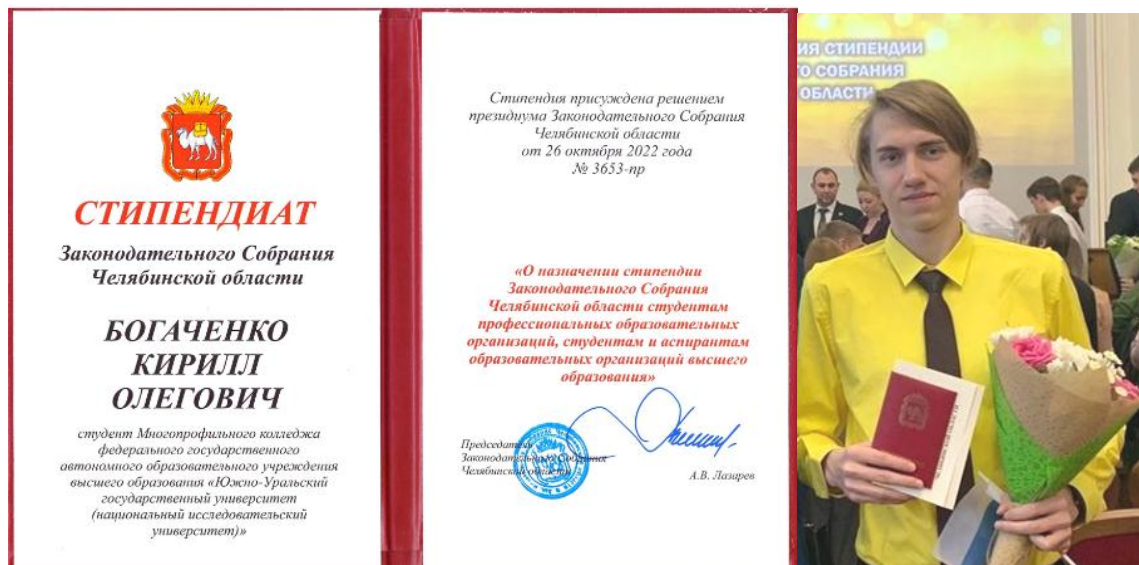 СТИПЕНДИАТ
Законодательного Собрания
Челябинской области
БОГАЧЕНКО
КИРИЛЛ
ОЛЕГОВИЧ
студент Многопрофильного колледжа
федерального государственного
автономного образовательного учреждения
высшего образования «Южно-Уральский
государственный университет
(национальный исследовательский
университет)»
Стипендия присуждена решением
президиума Законодательного Собрания
Челябинской области
от 26 октября 2022 года
№ 3653-пр
«О назначении стипендии
Законодательного Собрания
Челябинской области студентам
профессиональных образовательных
организаций, студентам и аспирантам
образовательных организаций высшего
образования»
Председатель
Законодательного Собрания
Челябинской области
А.В. Лазарев
ИЯ СТИПЕНДИИ
ГО СОБРАНИЯ
ОБЛАСТИ